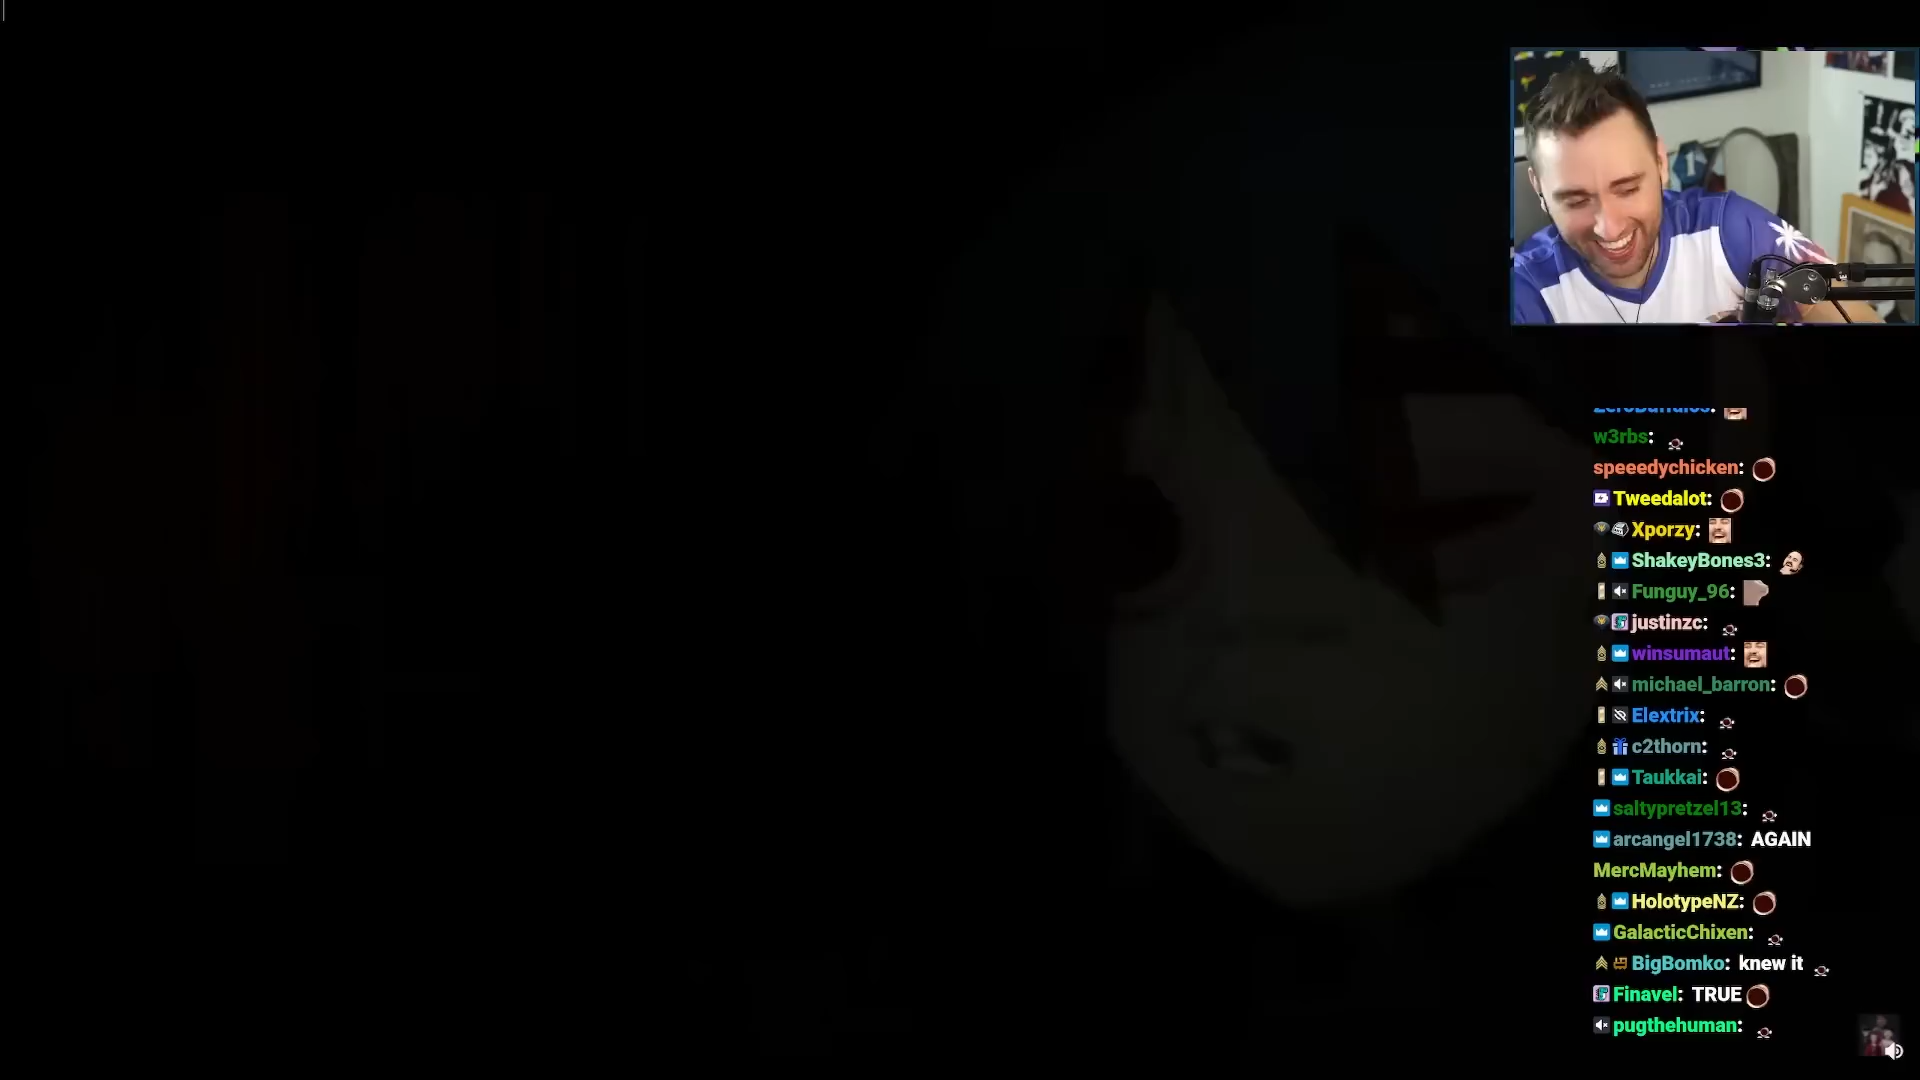 w3rbs:
speeedychicken:
Tweedalot:
Xporzy:
ShakeyBones3:
Funguy_96:
justinzc:
winsumaut:
michael_barron:
Elextrix:
c2thorn:
Taukkai:
saltypretzel13:
arcangel1738: AGAIN
MercMayhem:
HolotypeNZ:
GalacticChixen:
BigBomko: knew it
Finavel: TRUE
pugthehuman: